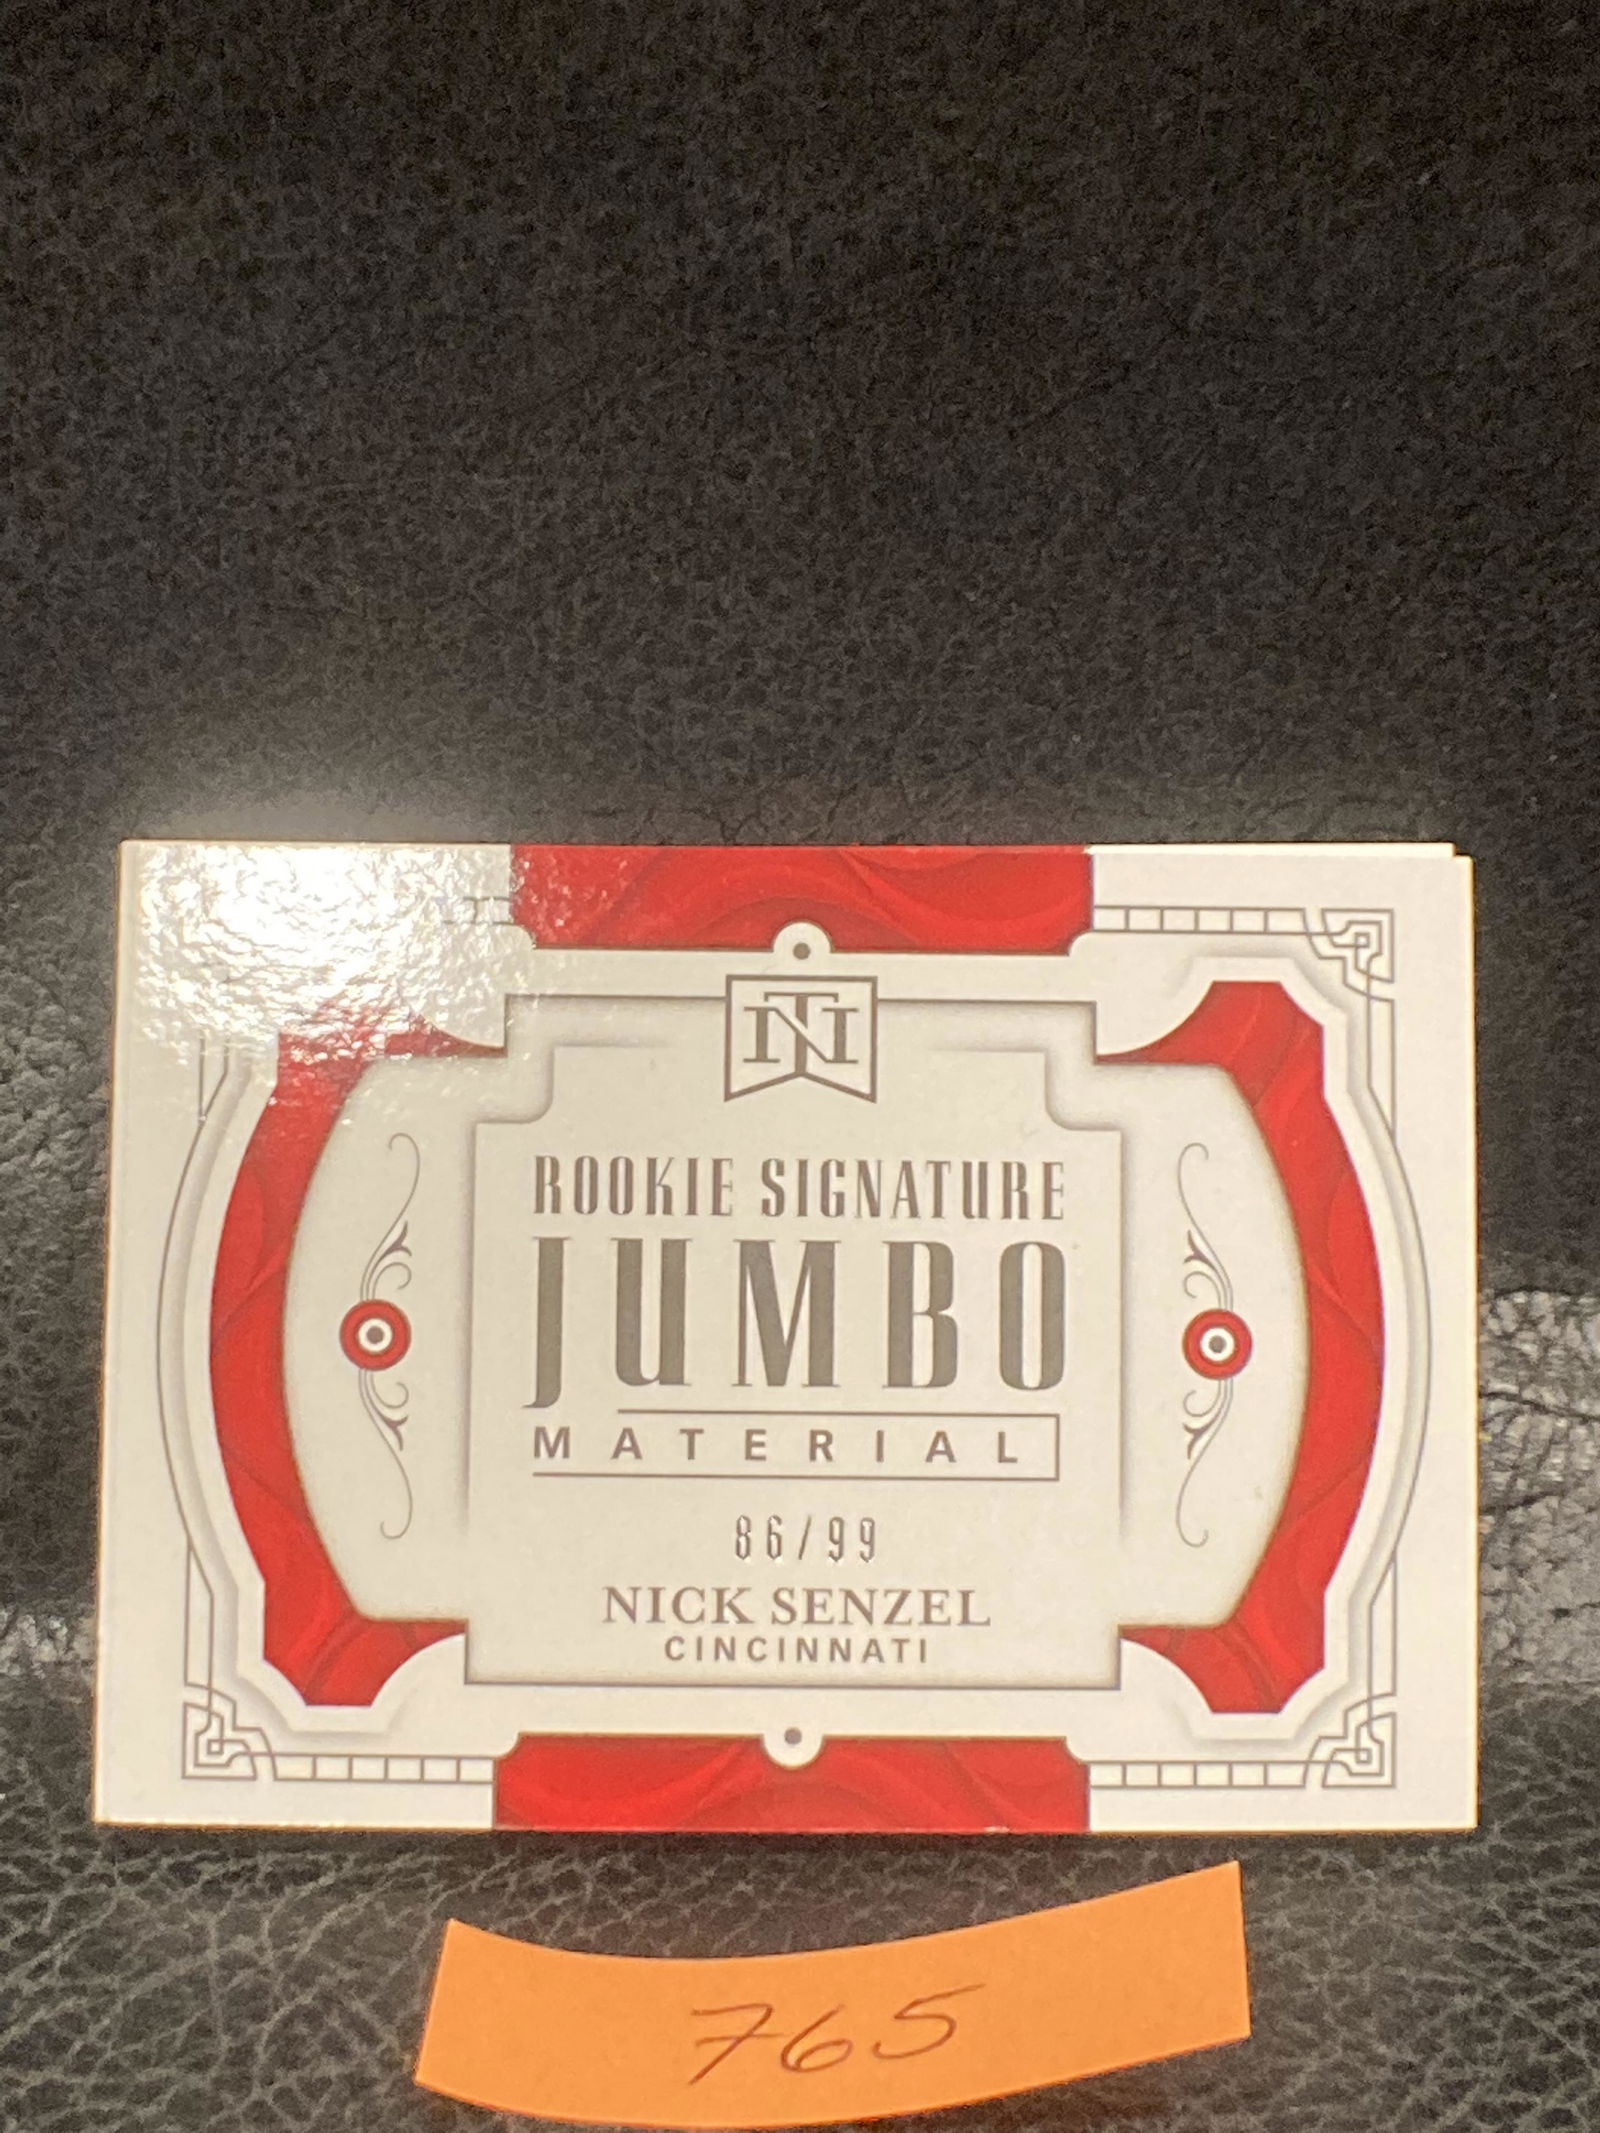 NT
ROOKIE SIGNATURE
JUMBO
MATERIAL
86/99
NICK SENZEL
CINCINNATI
765